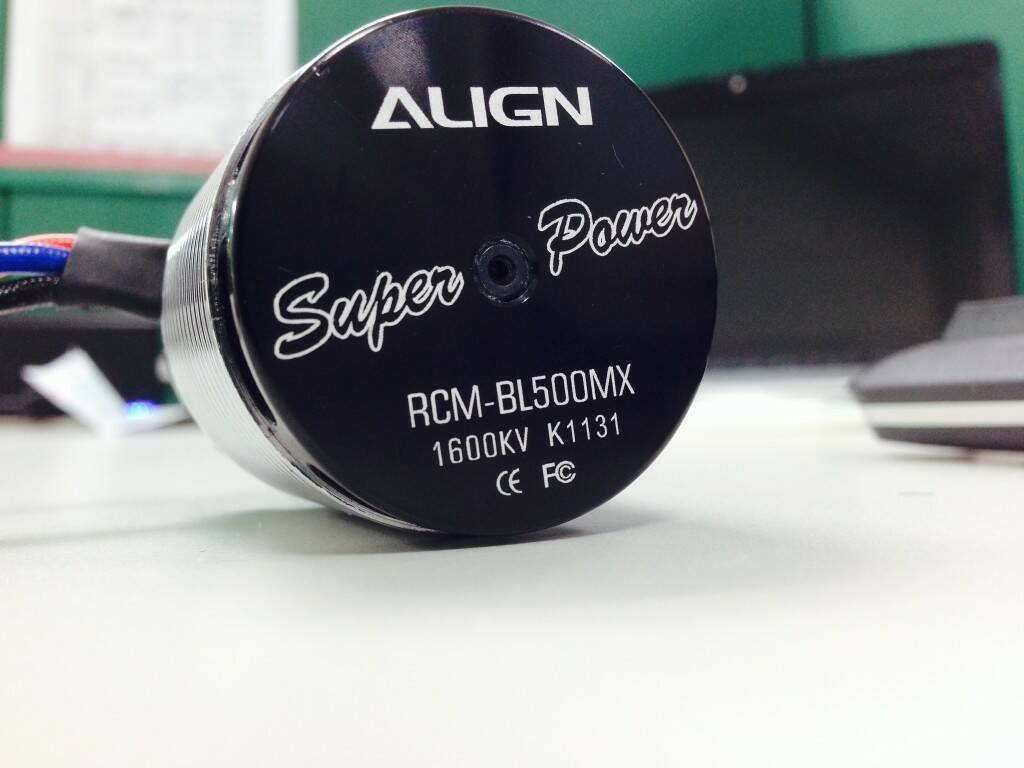 ALIGN
Super Power
RCM-BL500MX
1600KV K1131
CE FC